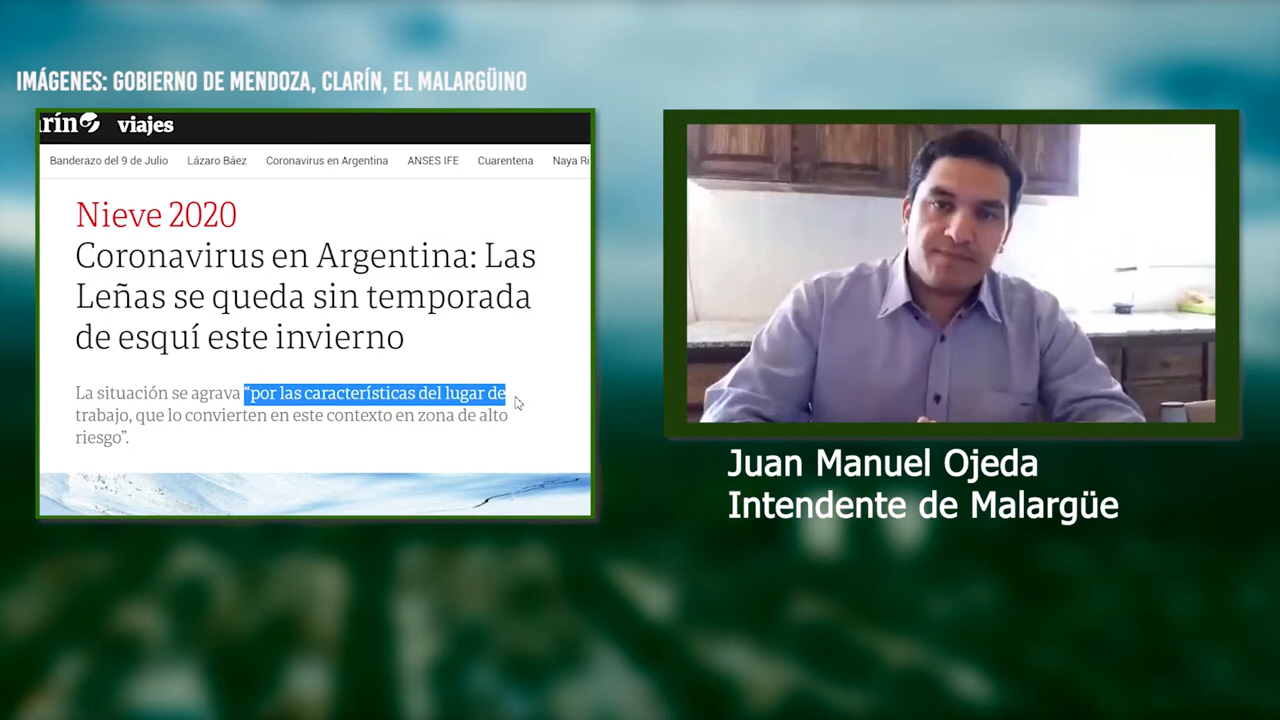 IMÁGENES: GOBIERNO DE MENDOZA, CLARÍN, EL MALARGÜINO
rín viajes
Banderazo del 9 de Julio Lázaro Báez Coronavirus en Argentina ANSES IFE Cuarentena Naya Ri
Nieve 2020
Coronavirus en Argentina: Las
Leñas se queda sin temporada
de esquí este invierno
La situación se agrava “por las características del lugar de
trabajo, que lo convierten en este contexto en zona de alto
riesgo”.
Juan Manuel Ojeda
Intendente de Malargüe